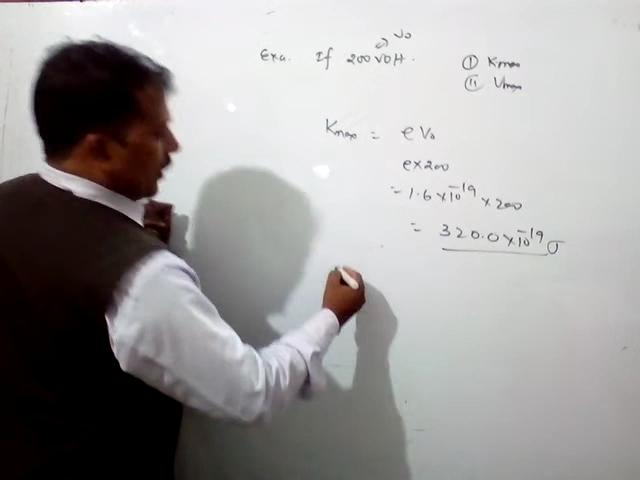 V₀
Exa. If 200 volt.
① Kmax
② Vmax
Kmax = eV₀
e×200
= 1.6×10⁻¹⁹×200
= 320.0×10⁻¹⁹ J